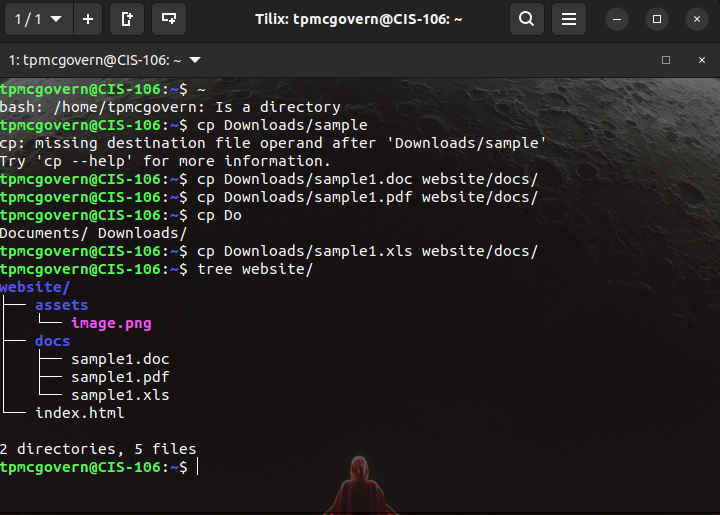 1 / 1
Tilix: tpmcgovern@CIS-106: ~
1: tpmcgovern@CIS-106: ~
tpmcgovern@CIS-106:~$ ~
bash: /home/tpmcgovern: Is a directory
tpmcgovern@CIS-106:~$ cp Downloads/sample
cp: missing destination file operand after 'Downloads/sample'
Try 'cp --help' for more information.
tpmcgovern@CIS-106:~$ cp Downloads/sample1.doc website/docs/
tpmcgovern@CIS-106:~$ cp Downloads/sample1.pdf website/docs/
tpmcgovern@CIS-106:~$ cp Do
Documents/ Downloads/
tpmcgovern@CIS-106:~$ cp Downloads/sample1.xls website/docs/
tpmcgovern@CIS-106:~$ tree website/
website/
├── assets
│   └── image.png
├── docs
│   ├── sample1.doc
│   ├── sample1.pdf
│   └── sample1.xls
└── index.html
2 directories, 5 files
tpmcgovern@CIS-106:~$